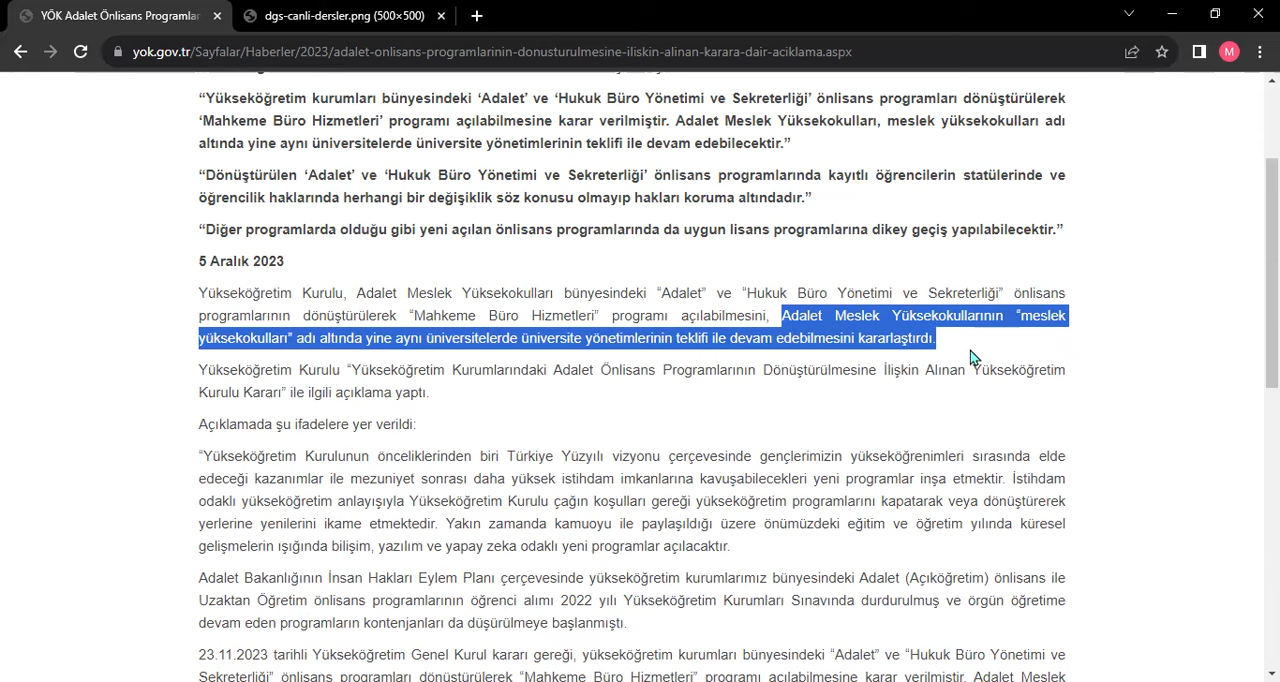 YÖK Adalet Önlisans Programlar
dgs-canli-dersler.png (500×500)
yok.gov.tr/Sayfalar/Haberler/2023/adalet-onlisans-programlarinin-donusturulmesine-iliskin-alinan-karara-dair-aciklama.aspx
M
“Yükseköğretim kurumları bünyesindeki ‘Adalet’ ve ‘Hukuk Büro Yönetimi ve Sekreterliği’ önlisans programları dönüştürülerek
‘Mahkeme Büro Hizmetleri’ programı açılabilmesine karar verilmiştir. Adalet Meslek Yüksekokulları, meslek yüksekokulları adı
altında yine aynı üniversitelerde üniversite yönetimlerinin teklifi ile devam edebilecektir.”
“Dönüştürülen ‘Adalet’ ve ‘Hukuk Büro Yönetimi ve Sekreterliği’ önlisans programlarında kayıtlı öğrencilerin statülerinde ve
öğrencilik haklarında herhangi bir değişiklik söz konusu olmayıp hakları koruma altındadır.”
“Diğer programlarda olduğu gibi yeni açılan önlisans programlarında da uygun lisans programlarına dikey geçiş yapılabilecektir.”
5 Aralık 2023
Yükseköğretim Kurulu, Adalet Meslek Yüksekokulları bünyesindeki “Adalet” ve “Hukuk Büro Yönetimi ve Sekreterliği” önlisans
programlarının dönüştürülerek “Mahkeme Büro Hizmetleri” programı açılabilmesini, Adalet Meslek Yüksekokullarının “meslek
yüksekokulları” adı altında yine aynı üniversitelerde üniversite yönetimlerinin teklifi ile devam edebilmesini kararlaştırdı.
Yükseköğretim Kurulu “Yükseköğretim Kurumlarındaki Adalet Önlisans Programlarının Dönüştürülmesine İlişkin Alınan Yükseköğretim
Kurulu Kararı” ile ilgili açıklama yaptı.
Açıklamada şu ifadelere yer verildi:
“Yükseköğretim Kurulunun önceliklerinden biri Türkiye Yüzyılı vizyonu çerçevesinde gençlerimizin yükseköğrenimleri sırasında elde
edeceği kazanımlar ile mezuniyet sonrası daha yüksek istihdam imkanlarına kavuşabilecekleri yeni programlar inşa etmektir. İstihdam
odaklı yükseköğretim anlayışıyla Yükseköğretim Kurulu çağın koşulları gereği yükseköğretim programlarını kapatarak veya dönüştürerek
yerlerine yenilerini ikame etmektedir. Yakın zamanda kamuoyu ile paylaşıldığı üzere önümüzdeki eğitim ve öğretim yılında küresel
gelişmelerin ışığında bilişim, yazılım ve yapay zeka odaklı yeni programlar açılacaktır.
Adalet Bakanlığının İnsan Hakları Eylem Planı çerçevesinde yükseköğretim kurumlarımız bünyesindeki Adalet (Açıköğretim) önlisans ile
Uzaktan Öğretim önlisans programlarının öğrenci alımı 2022 yılı Yükseköğretim Kurumları Sınavında durdurulmuş ve örgün öğretime
devam eden programların kontenjanları da düşürülmeye başlanmıştı.
23.11.2023 tarihli Yükseköğretim Genel Kurul kararı gereği, yükseköğretim kurumları bünyesindeki “Adalet” ve “Hukuk Büro Yönetimi ve
Sekreterliği” önlisans programları dönüştürülerek “Mahkeme Büro Hizmetleri” programı açılabilmesine karar verilmiştir. Adalet Meslek